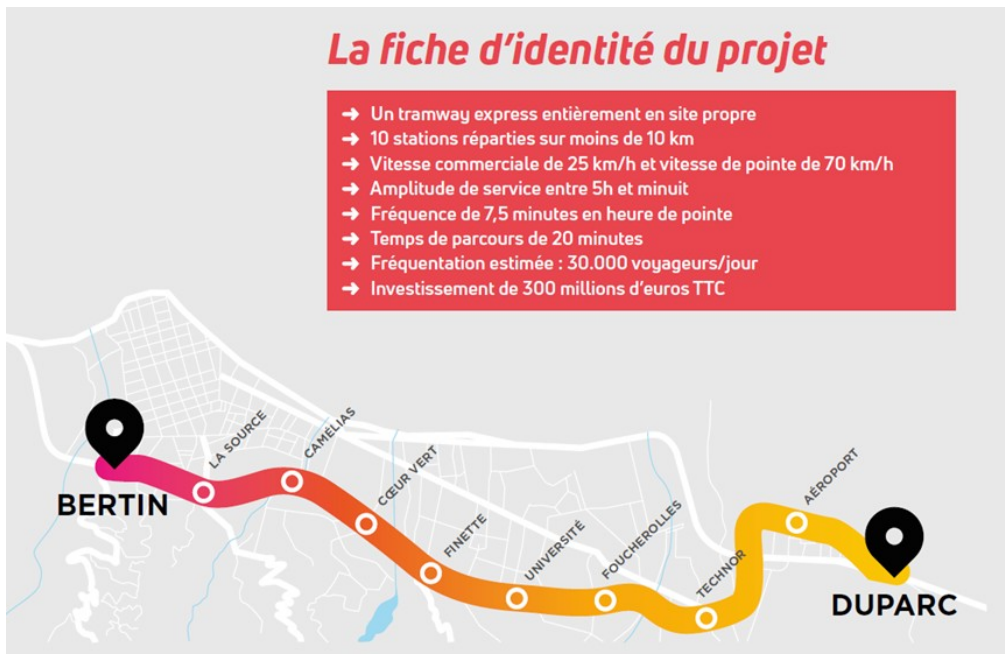 La fiche d'identité du projet
➜ Un tramway express entièrement en site propre
➜ 10 stations réparties sur moins de 10 km
➜ Vitesse commerciale de 25 km/h et vitesse de pointe de 70 km/h
➜ Amplitude de service entre 5h et minuit
➜ Fréquence de 7,5 minutes en heure de pointe
➜ Temps de parcours de 20 minutes
➜ Fréquentation estimée : 30.000 voyageurs/jour
➜ Investissement de 300 millions d'euros TTC
BERTIN
LA SOURCE
CAMÉLIAS
CŒUR VERT
FINETTE
UNIVERSITÉ
FOUCHEROLLES
TECHNOR
AÉROPORT
DUPARC